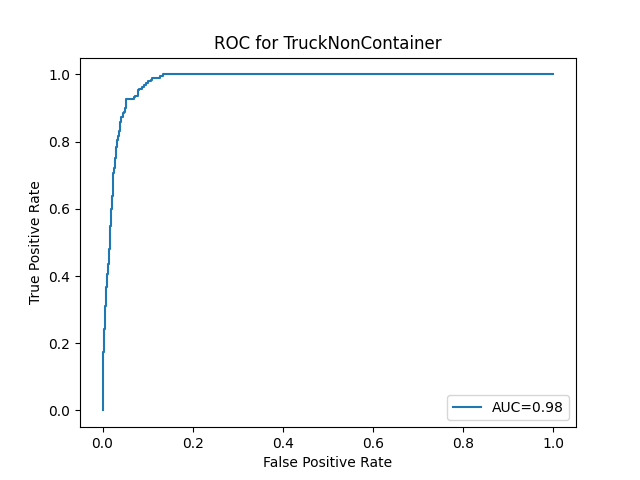 ROC for TruckNonContainer
True Positive Rate
1.0
0.8
0.6
0.4
0.2
0.0
0.0 0.2 0.4 0.6 0.8 1.0
False Positive Rate
AUC=0.98